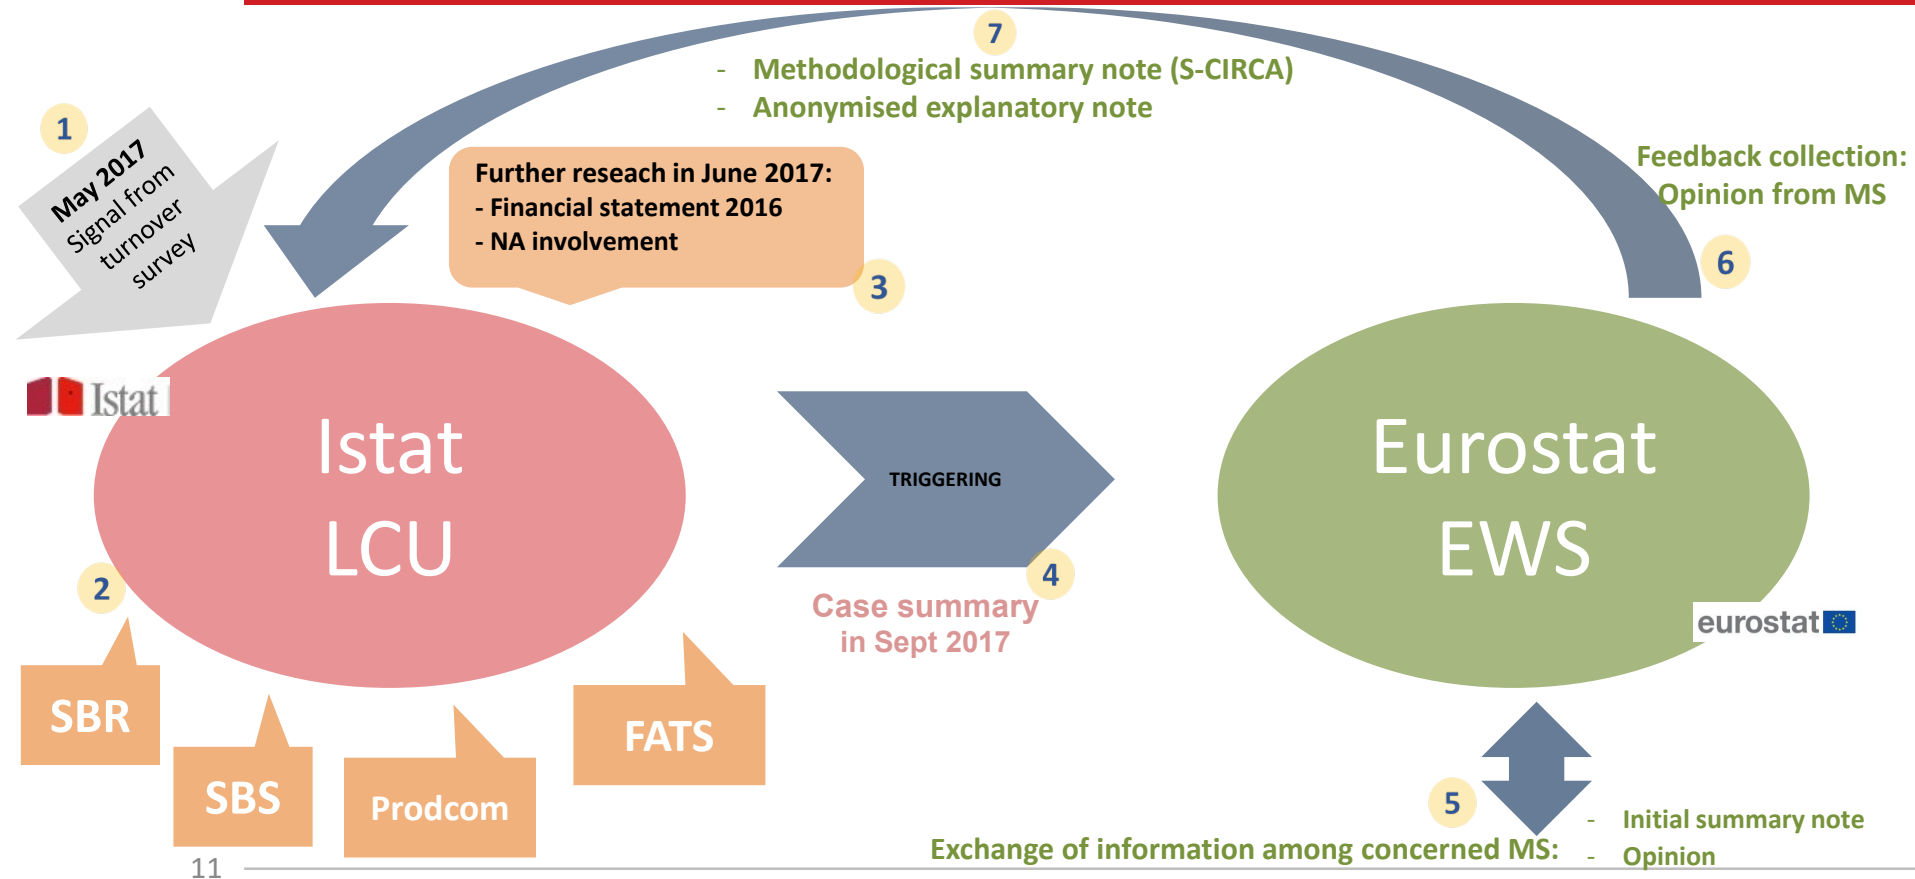 7
- Methodological summary note (S-CIRCA)
- Anonymised explanatory note
1
May 2017
Signal from
turnover
survey
Further reseach in June 2017:
- Financial statement 2016
- NA involvement
3
Feedback collection:
Opinion from MS
6
Istat
Istat
LCU
TRIGGERING
4
Case summary
in Sept 2017
Eurostat
EWS
eurostat
2
SBR
SBS
Prodcom
FATS
5
Exchange of information among concerned MS:
- Initial summary note
- Opinion
11